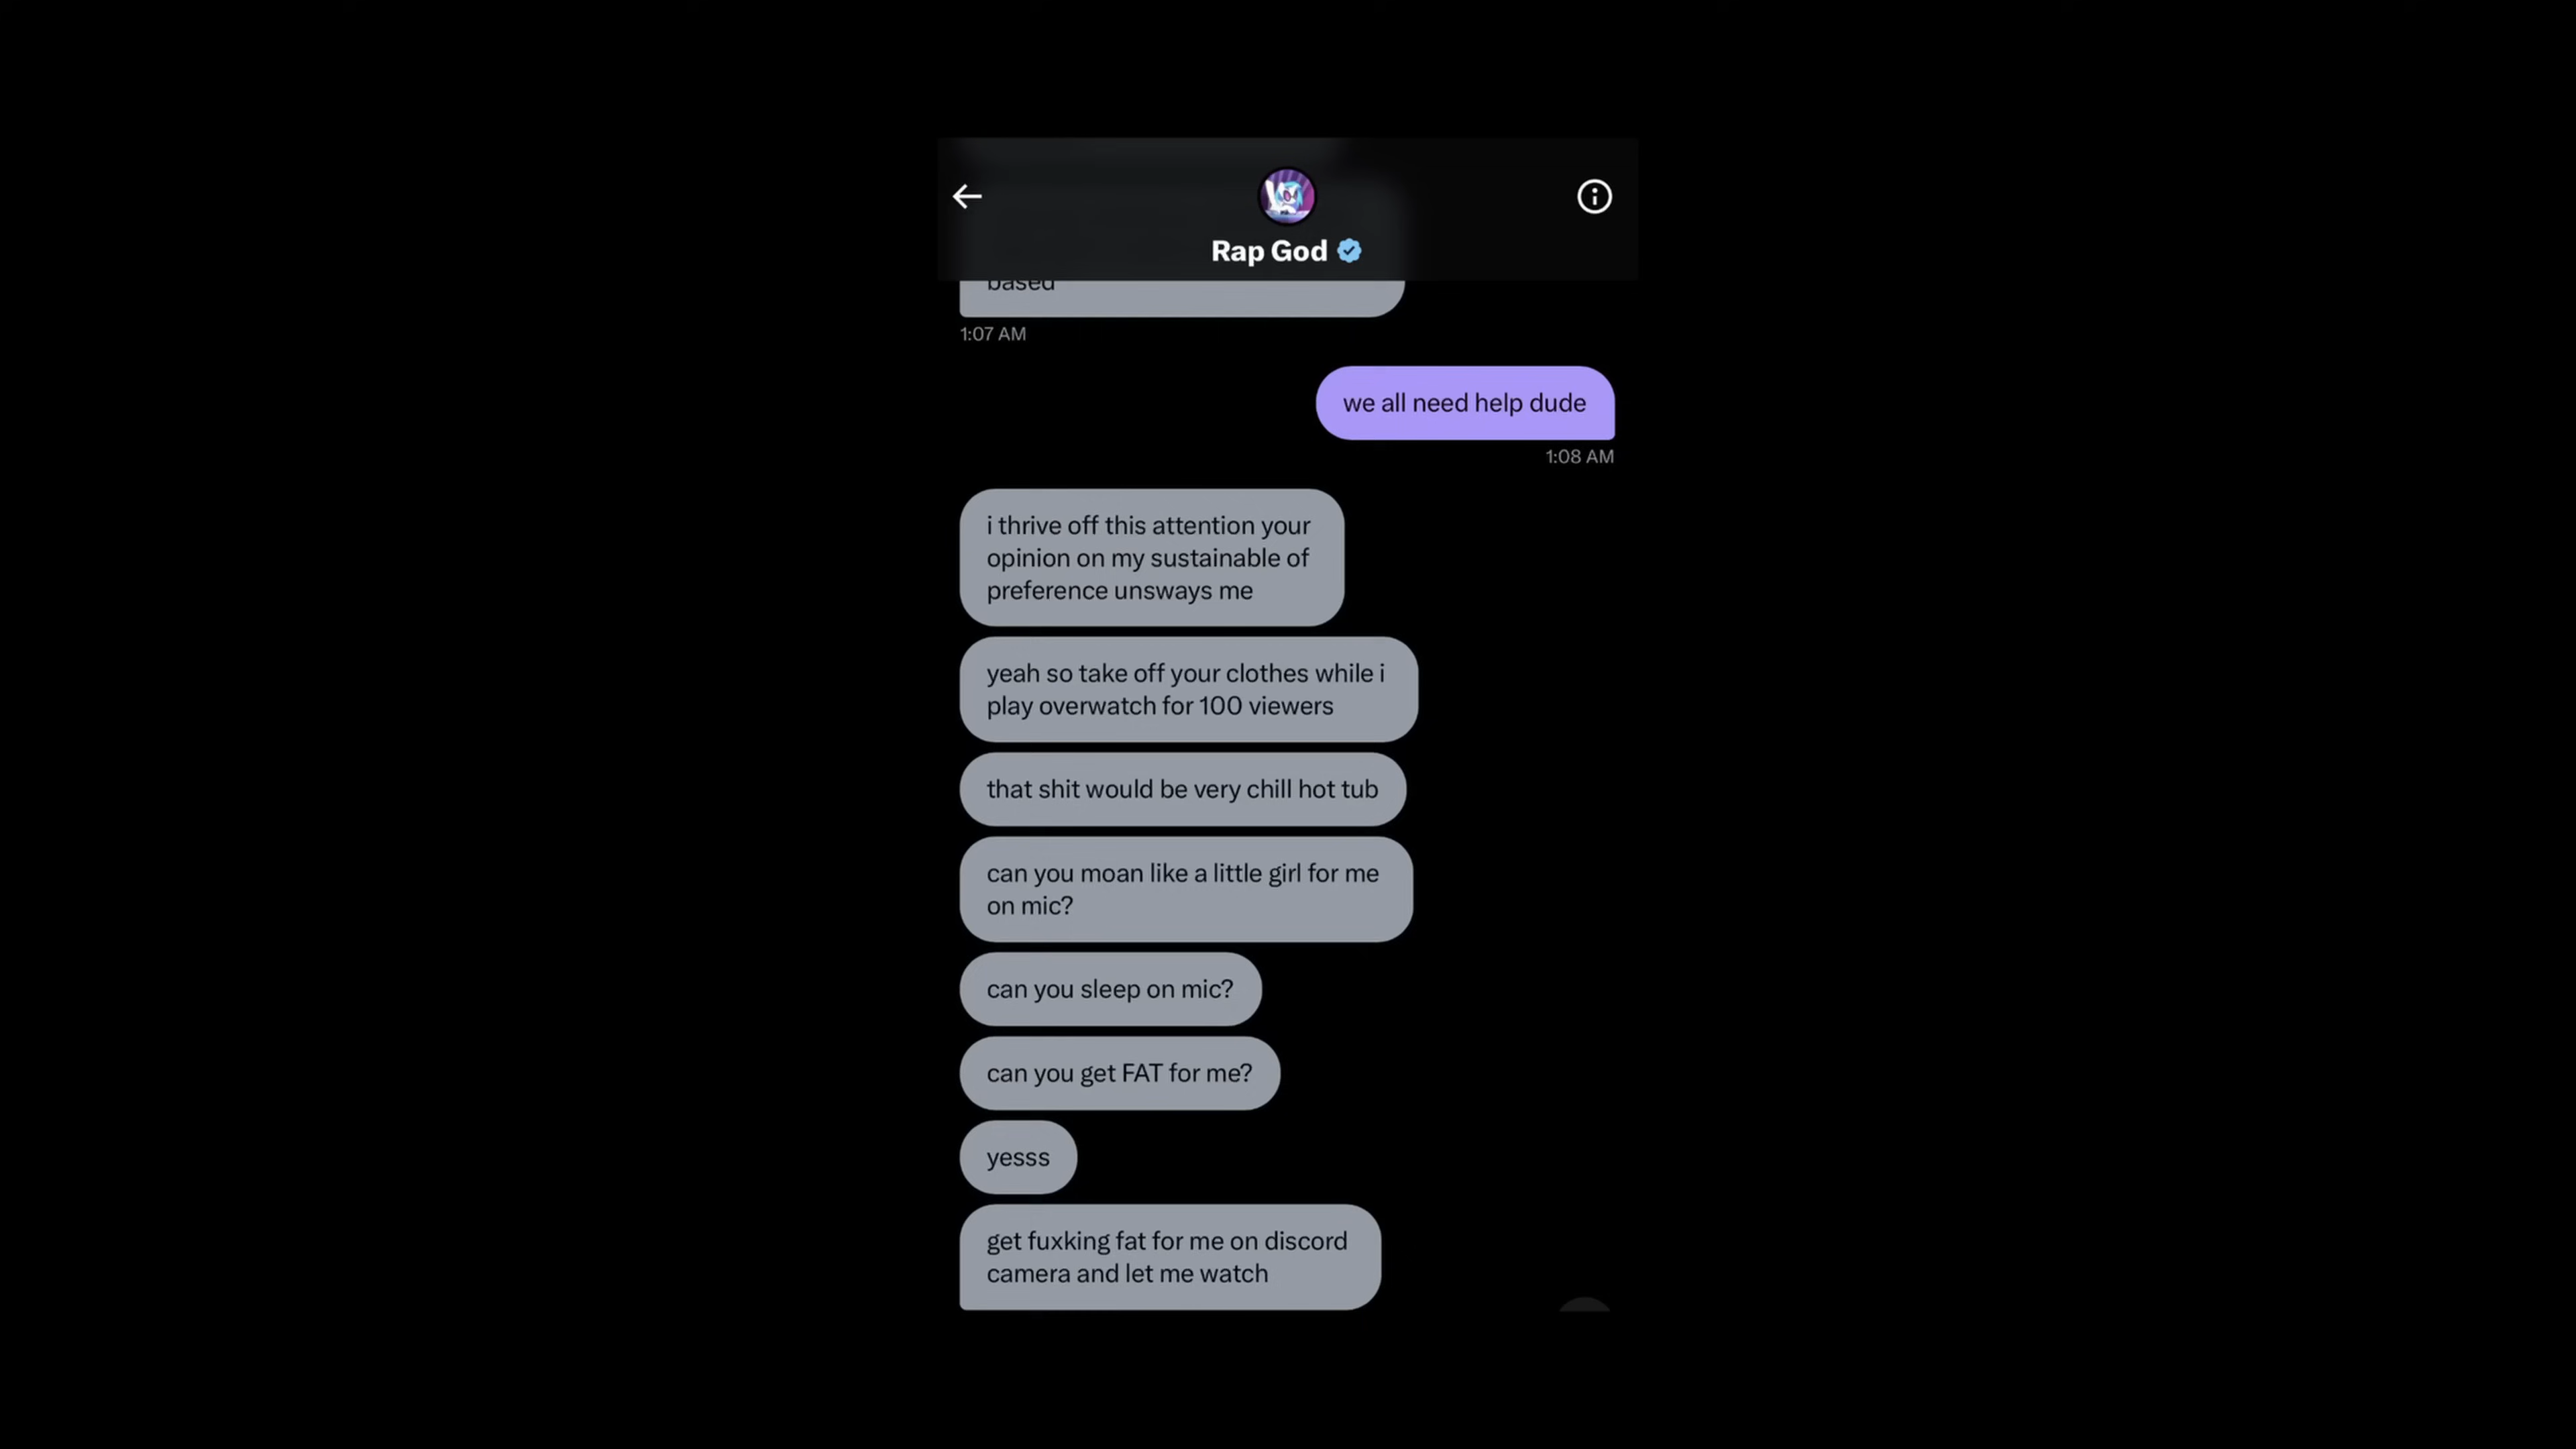 Rap God
based
1:07 AM
we all need help dude
1:08 AM
i thrive off this attention your
opinion on my sustainable of
preference unsways me
yeah so take off your clothes while i
play overwatch for 100 viewers
that shit would be very chill hot tub
can you moan like a little girl for me
on mic?
can you sleep on mic?
can you get FAT for me?
yesss
get fuxking fat for me on discord
camera and let me watch